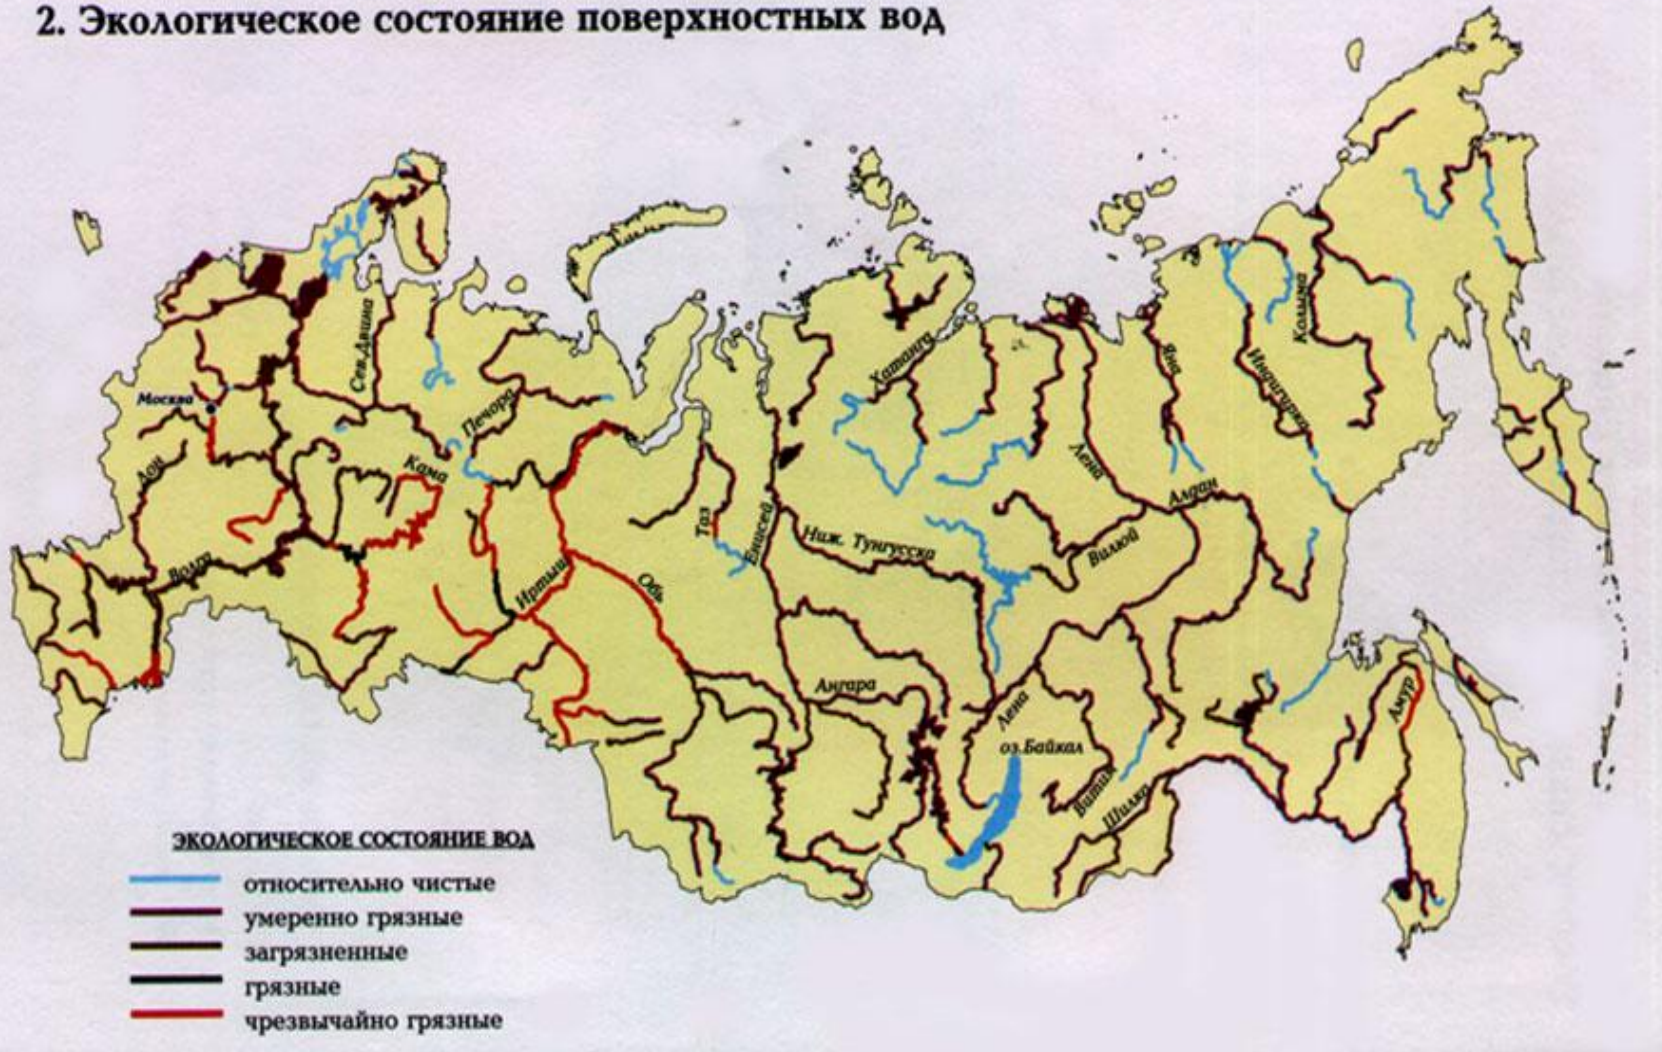 2. Экологическое состояние поверхностных вод
Москва
Сев.Двина
Печора
Дон
Кама
Волга
Иртыш
Обь
Таз
Енисей
Ниж. Тунгусска
Хатанга
Лена
Яна
Индигирка
Колыма
Алдан
Вилюй
Ангара
Лена
оз.Байкал
Витим
Шилка
Амур
ЭКОЛОГИЧЕСКОЕ СОСТОЯНИЕ ВОД
относительно чистые
умеренно грязные
загрязненные
грязные
чрезвычайно грязные